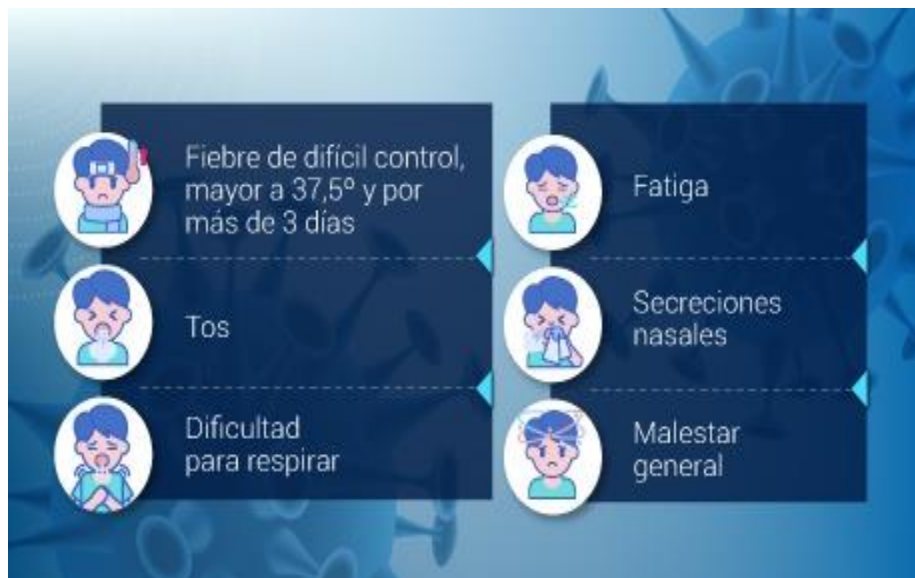 Fiebre de difícil control,
mayor a 37,5º y por
más de 3 días
Tos
Dificultad
para respirar
Fatiga
Secreciones
nasales
Malestar
general